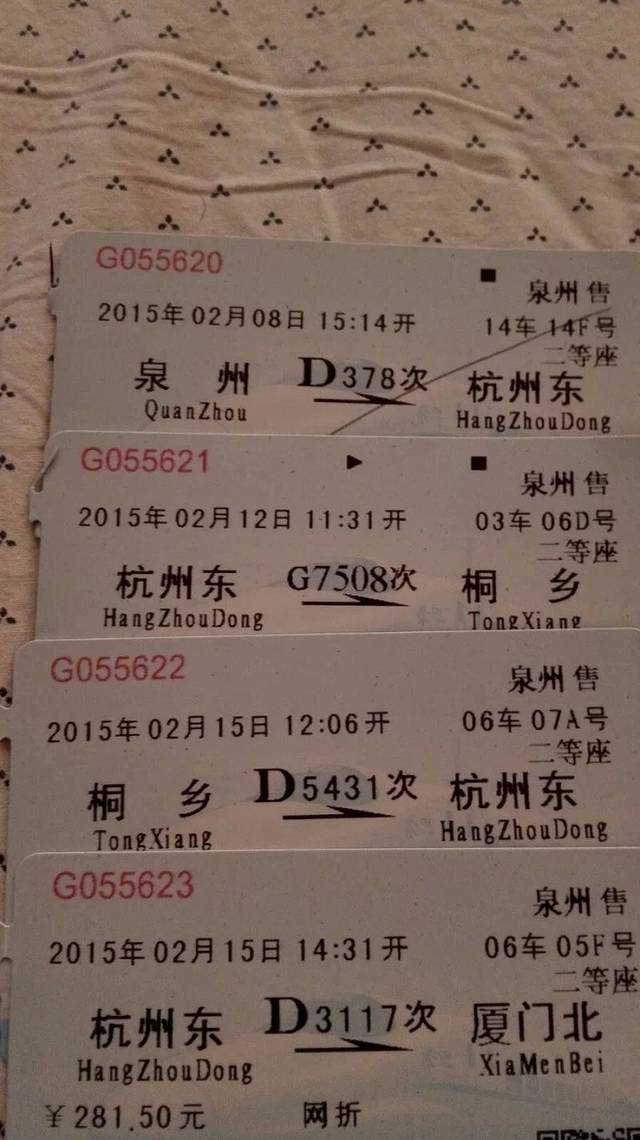 G055620
泉州 售
2015年02月08日 15:14开 14车 14F号
二等座
泉 州 D378次 杭州东
QuanZhou HangZhouDong
G055621
泉州 售
2015年02月12日 11:31开 03车 06D号
二等座
杭州东 G7508次 桐 乡
HangZhouDong TongXiang
G055622
泉州 售
2015年02月15日 12:06开 06车 07A号
二等座
桐 乡 D5431次 杭州东
TongXiang HangZhouDong
G055623
泉州 售
2015年02月15日 14:31开 06车 05F号
二等座
杭州东 D3117次 厦门北
HangZhouDong XiaMenBei
￥281.50元 网折